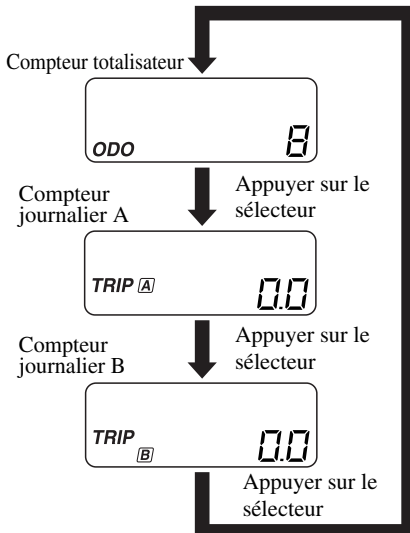 Compteur totalisateur
ODO 8
Appuyer sur le
sélecteur
Compteur
journalier A
TRIP A 0.0
Appuyer sur le
sélecteur
Compteur
journalier B
TRIP B 0.0
Appuyer sur le
sélecteur